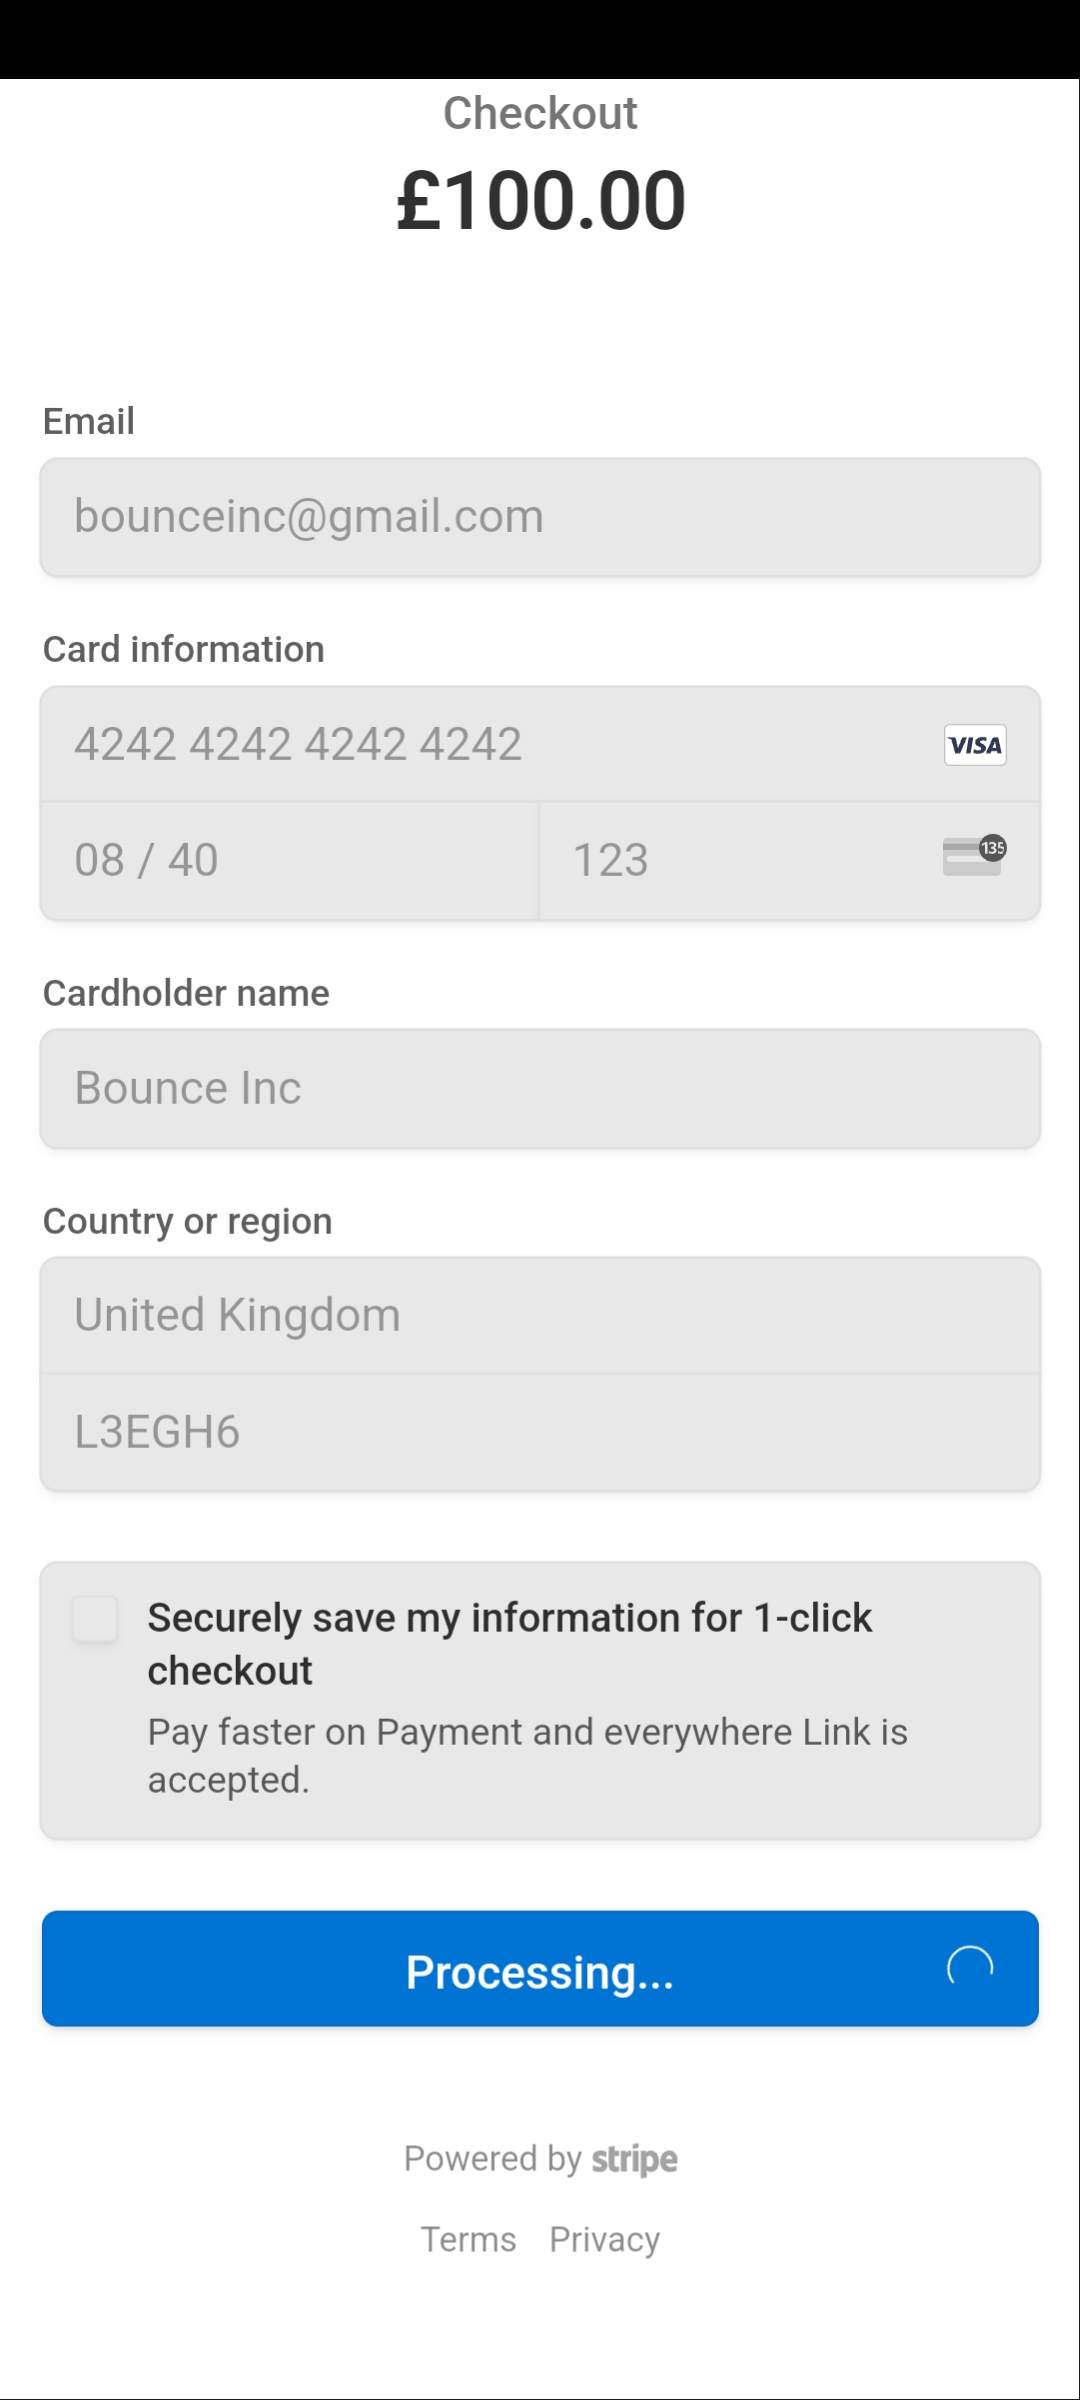 Checkout
£100.00
Email
bounceinc@gmail.com
Card information
4242 4242 4242 4242
VISA
08 / 40
123
135
Cardholder name
Bounce Inc
Country or region
United Kingdom
L3EGH6
Securely save my information for 1-click
checkout
Pay faster on Payment and everywhere Link is
accepted.
Processing...
Powered by stripe
Terms Privacy